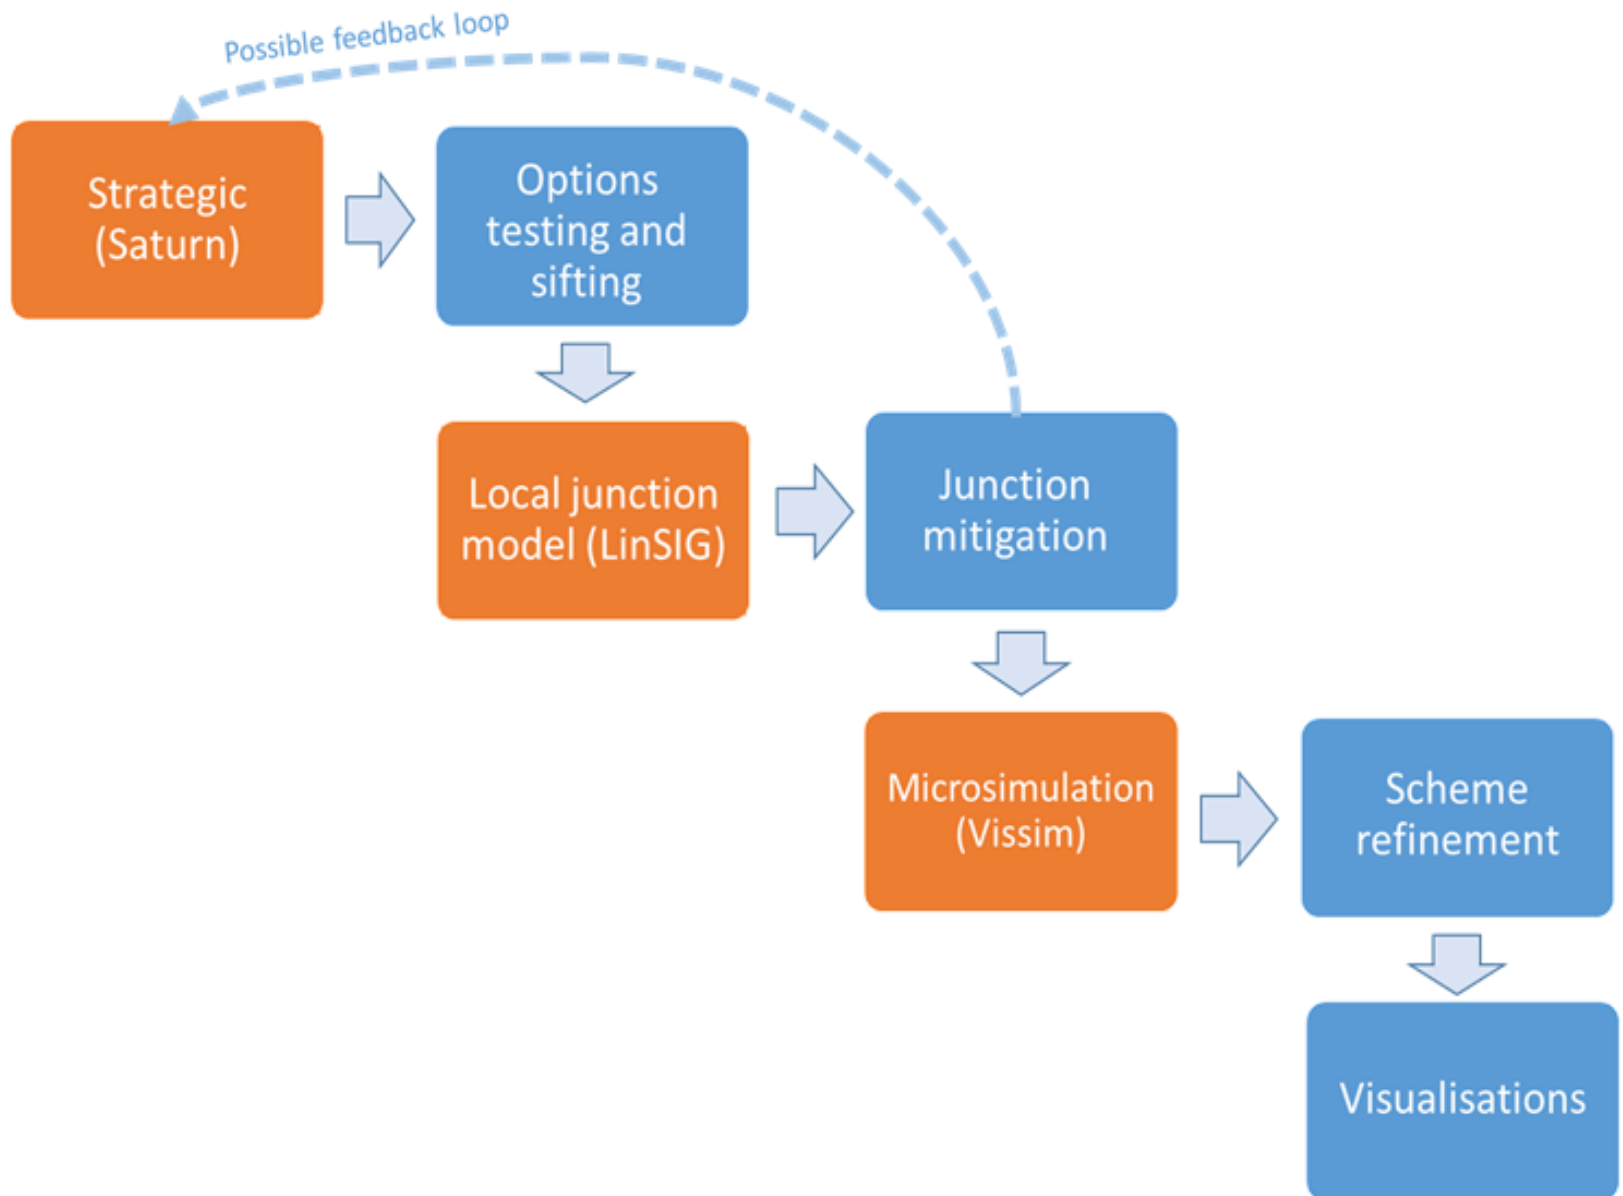 Possible feedback loop
Strategic
(Saturn)
Options
testing and
sifting
Local junction
model (LinSIG)
Junction
mitigation
Microsimulation
(Vissim)
Scheme
refinement
Visualisations